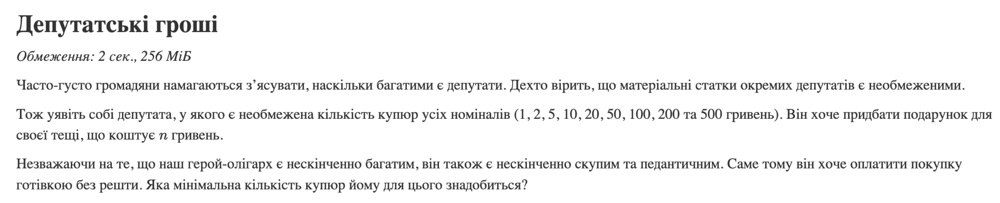 Депутатські гроші
Обмеження: 2 сек., 256 МіБ
Часто-густо громадяни намагаються з’ясувати, наскільки багатими є депутати. Дехто вірить, що матеріальні статки окремих депутатів є необмеженими.
Тож уявіть собі депутата, у якого є необмежена кількість купюр усіх номіналів (1, 2, 5, 10, 20, 50, 100, 200 та 500 гривень). Він хоче придбати подарунок для
своєї тещі, що коштує n гривень.
Незважаючи на те, що наш герой-олігарх є нескінченно багатим, він також є нескінченно скупим та педантичним. Саме тому він хоче оплатити покупку
готівкою без решти. Яка мінімальна кількість купюр йому для цього знадобиться?